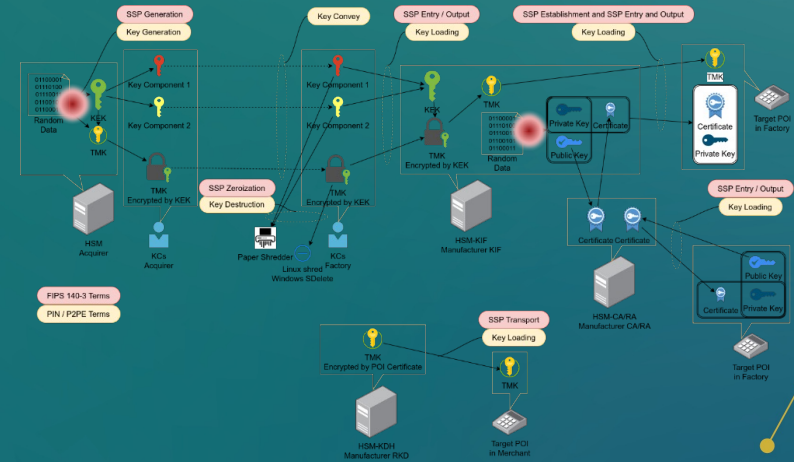 SSP Generation
Key Generation
Key Convey
SSP Entry / Output
Key Loading
SSP Establishment and SSP Entry and Output
Key Loading
Random
Data
KEK
TMK
HSM
Acquirer
Key Component 1
Key Component 2
TMK
Encrypted by KEK
KCs
Acquirer
Key Component 1
Key Component 2
TMK
Encrypted by KEK
KCs
Factory
SSP Zeroization
Key Destruction
Paper Shredder
Linux shred
Windows SDelete
KEK
TMK
Encrypted by KEK
TMK
Random
Data
Private Key
Public Key
Certificate
HSM-KIF
Manufacturer KIF
TMK
Certificate
Private Key
Target POI
in Factory
SSP Entry / Output
Key Loading
Certificate
Certificate
HSM-CA/RA
Manufacturer CA/RA
Public Key
Certificate
Private Key
Target POI
in Factory
FIPS 140-3 Terms
PIN / P2PE Terms
SSP Transport
Key Loading
TMK
Encrypted by POI Certificate
TMK
HSM-KDH
Manufacturer RKD
Target POI
in Merchant